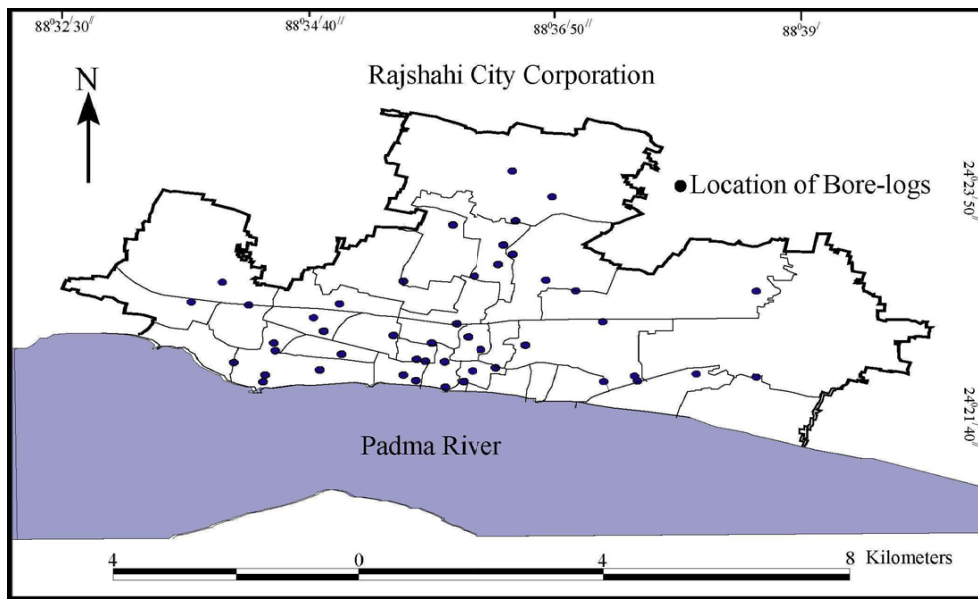 88°32'30" 88°34'40" 88°36'50" 88°39'
Rajshahi City Corporation
N
Location of Bore-logs
24°23'50"
24°21'40"
Padma River
4 0 4 8 Kilometers